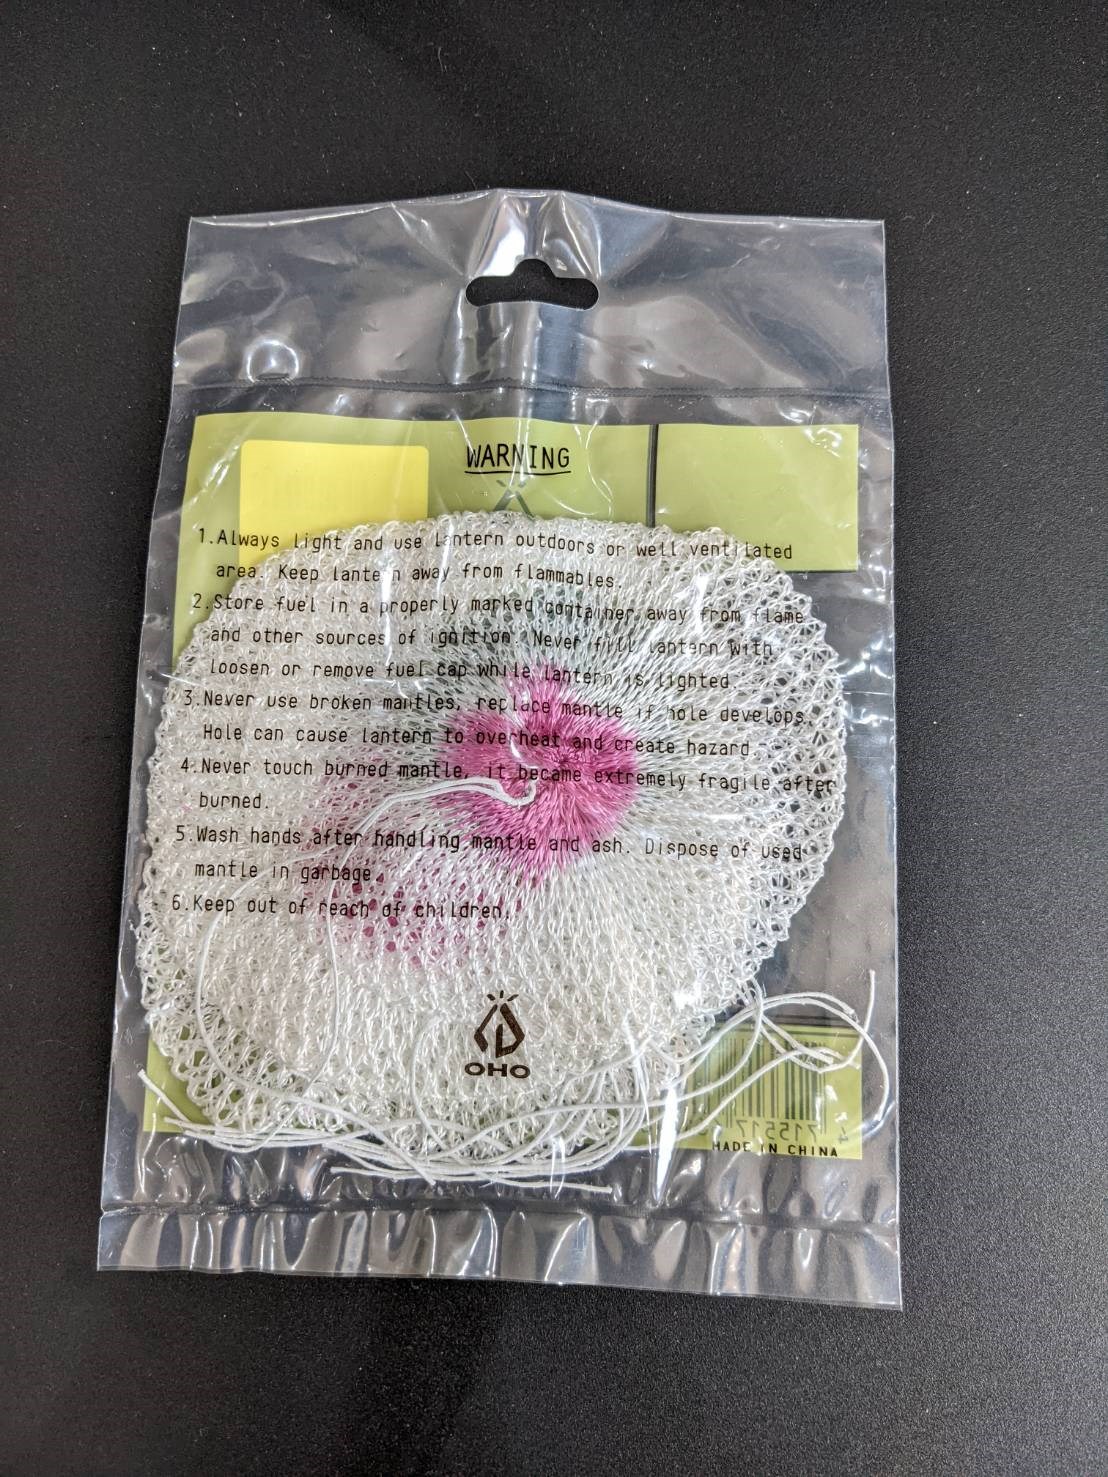 WARNING
1.Always light and use lantern outdoors or well ventilated
area. Keep lantern away from flammables.
2.Store fuel in a properly marked container, away from flame
and other sources of ignition. Never fill lantern with
loosen or remove fuel cap while lantern is lighted
3.Never use broken mantles, replace mantle if hole develops.
Hole can cause lantern to overheat and create hazard.
4.Never touch burned mantle, it became extremely fragile after
burned.
5.Wash hands after handling mantle and ash. Dispose of used
mantle in garbage.
6.Keep out of reach of children.
OHO
4 715517
MADE IN CHINA